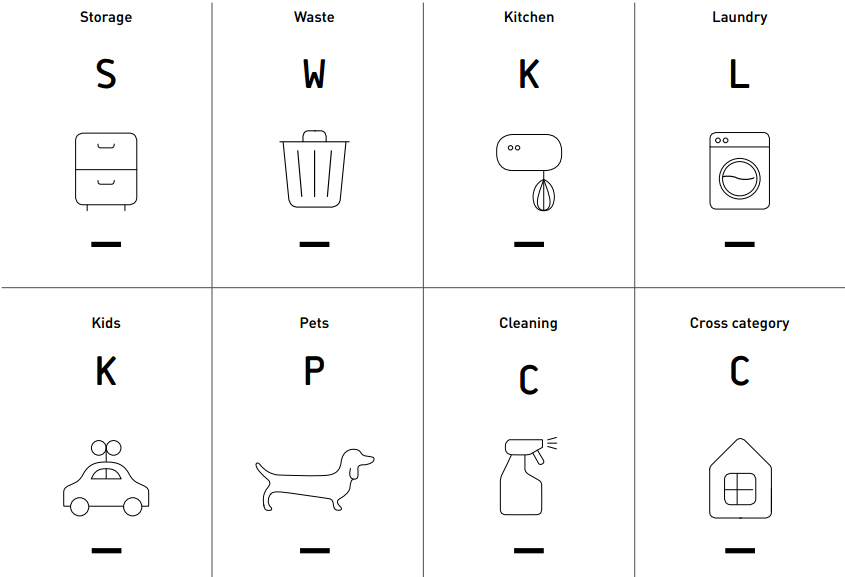 Storage
Waste
Kitchen
Laundry
S
W
K
L
Kids
Pets
Cleaning
Cross category
K
P
C
C